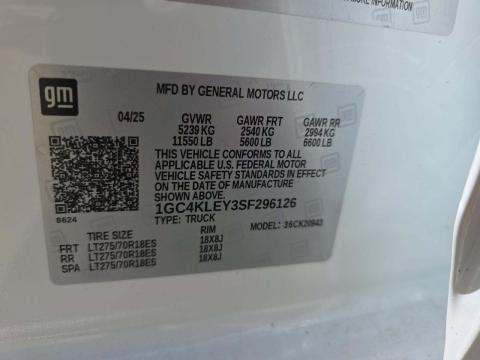 INFORMATION
gm
MFD BY GENERAL MOTORS LLC
04/25 GVWR GAWR FRT GAWR RR
5239 KG 2540 KG 2994 KG
11550 LB 5600 LB 6600 LB
THIS VEHICLE CONFORMS TO ALL
APPLICABLE U.S. FEDERAL MOTOR
VEHICLE SAFETY STANDARDS IN
EFFECT ON THE DATE OF MANUFACTURE
SHOWN ABOVE.
1GC4KLEY3SF296126
TYPE: TRUCK MODEL: 36CK20943
8624
TIRE SIZE RIM
FRT LT275/70R18ES 18X8J
RR LT275/70R18ES 18X8J
SPA LT275/70R18ES 18X8J